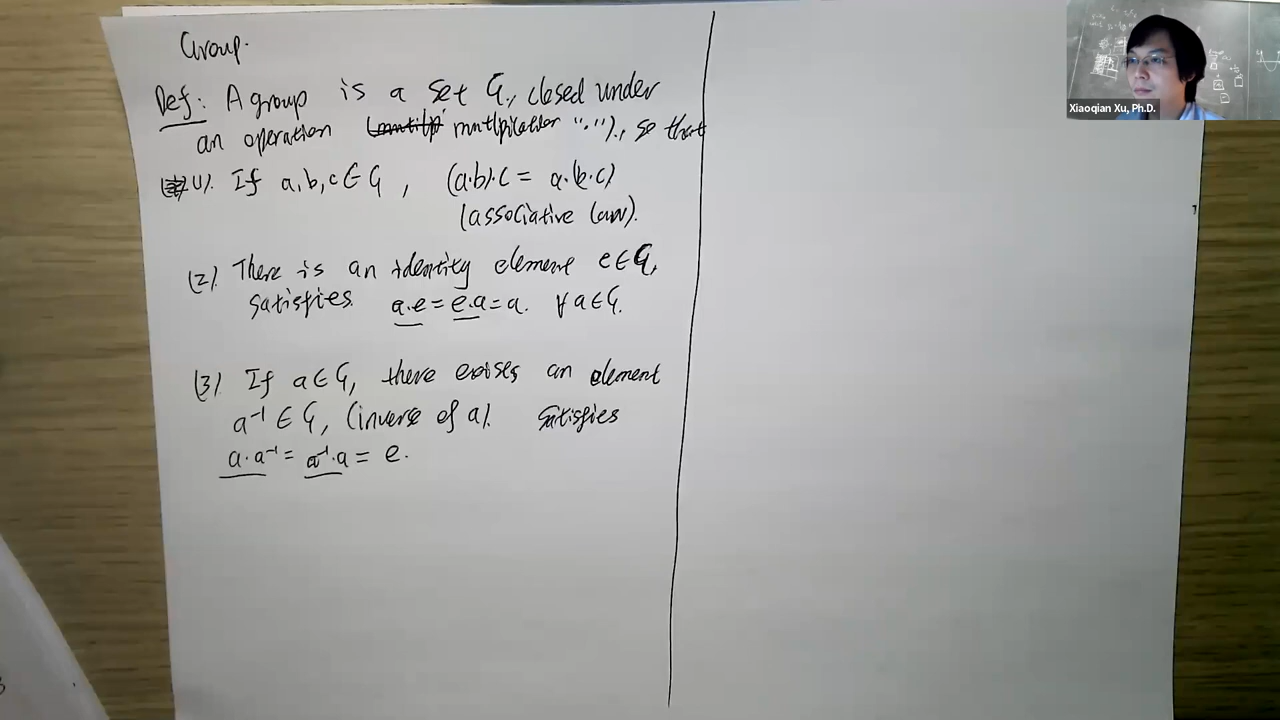 Group.
Def: A group is a set G, closed under
an operation (multiplication "·"), so that
(1). If a, b, c ∈ G, (a·b)·c = a·(b·c)
(associative law).
(2). There is an identity element e ∈ G,
satisfies. a·e = e·a = a. ∀ a ∈ G.
(3). If a ∈ G, there exises an element
a⁻¹ ∈ G, (inverse of a). satisfies
a·a⁻¹ = a⁻¹·a = e.
Xiaoqian Xu, Ph.D.